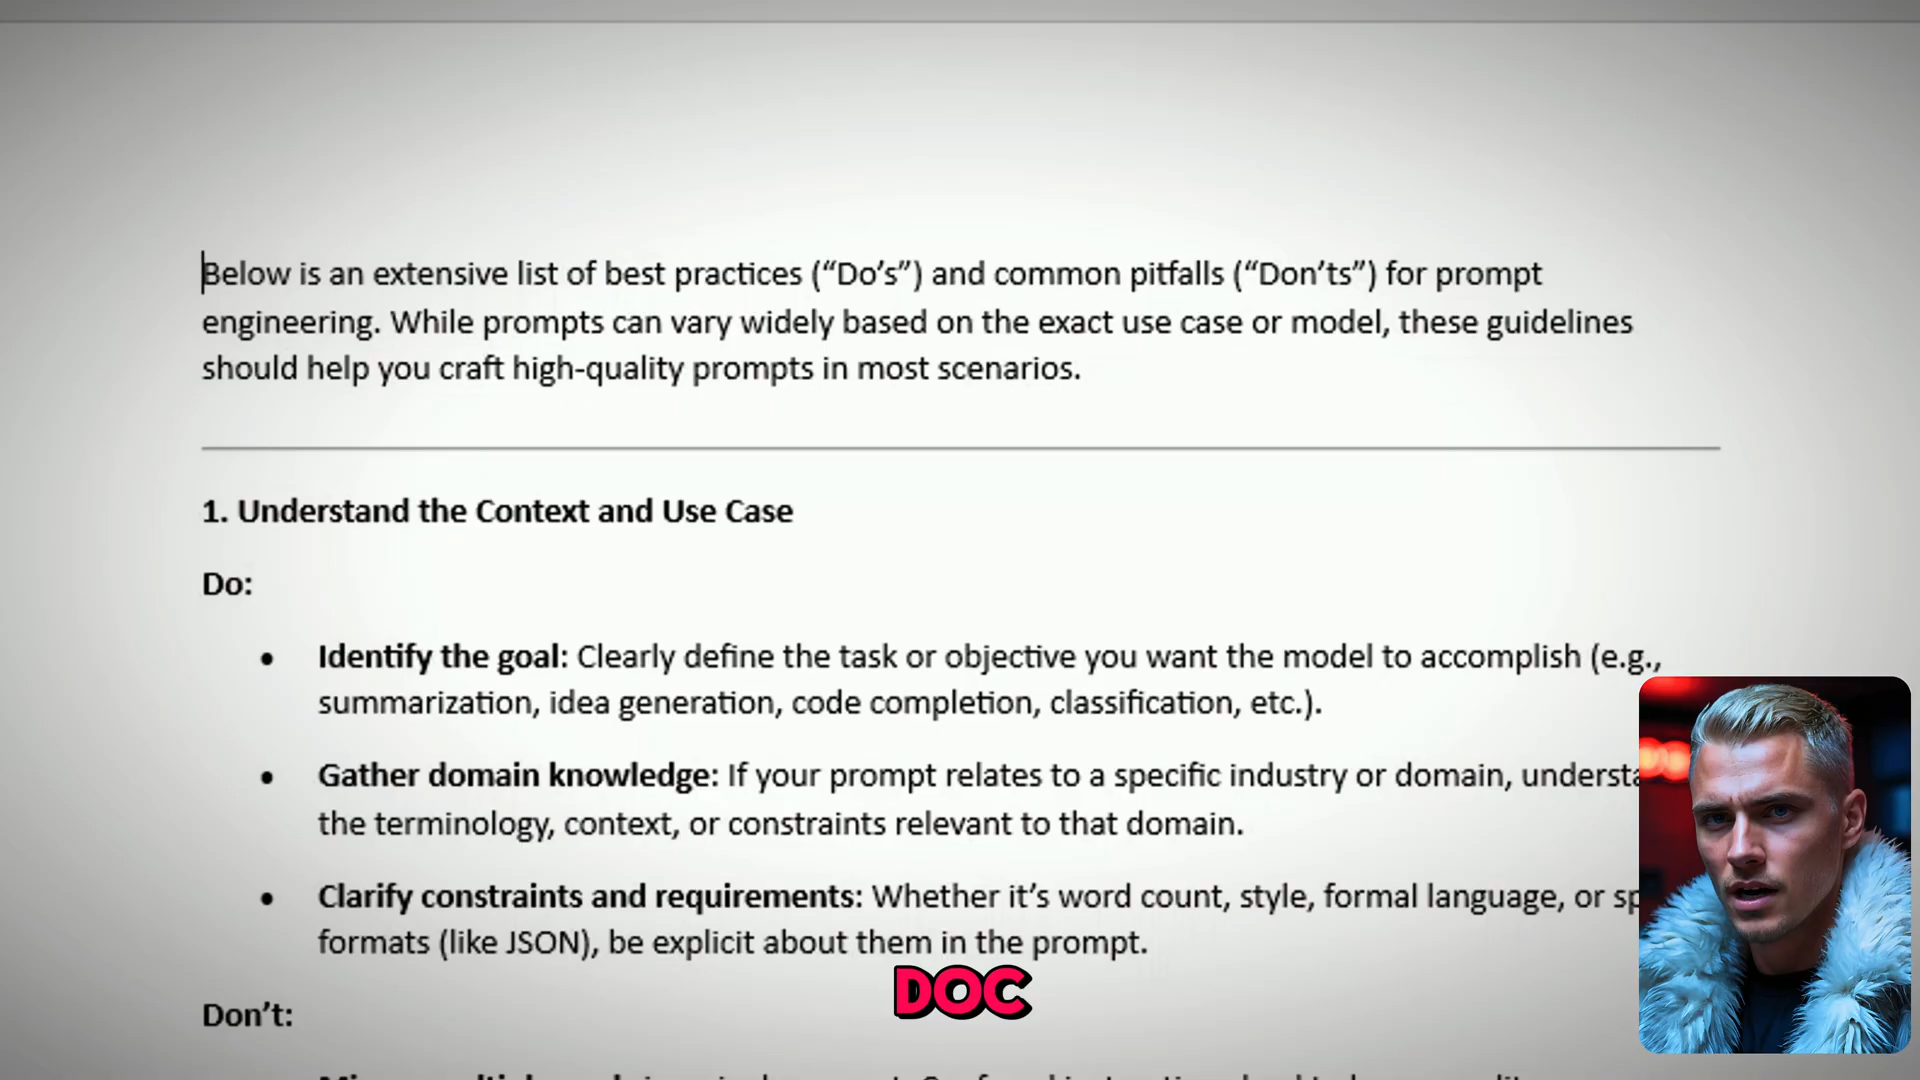 Below is an extensive list of best practices (“Do’s”) and common pitfalls (“Don’ts”) for prompt
engineering. While prompts can vary widely based on the exact use case or model, these guidelines
should help you craft high-quality prompts in most scenarios.
1. Understand the Context and Use Case
Do:
• Identify the goal: Clearly define the task or objective you want the model to accomplish (e.g.,
summarization, idea generation, code completion, classification, etc.).
• Gather domain knowledge: If your prompt relates to a specific industry or domain,
the terminology, context, or constraints relevant to that domain.
• Clarify constraints and requirements: Whether it’s word count, style, formal language, or
formats (like JSON), be explicit about them in the prompt.
DOC
Don’t: